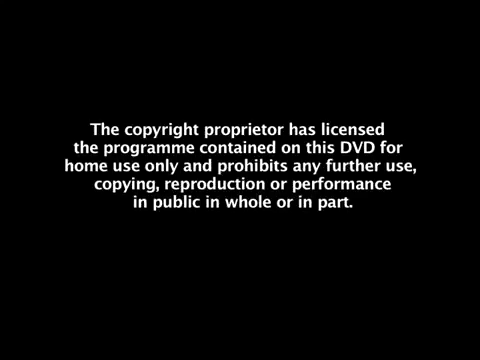 The copyright proprietor has licensed
the programme contained on this DVD for
home use only and prohibits any further use,
copying, reproduction or performance
in public in whole or in part.